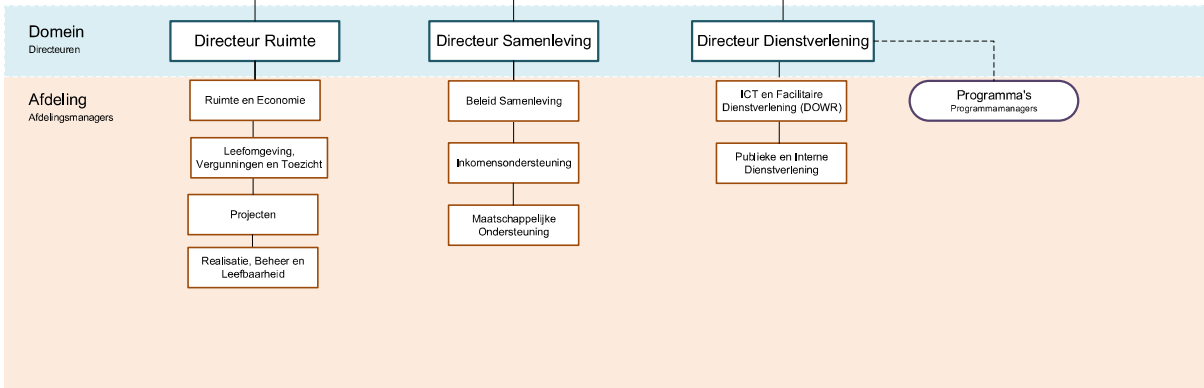 Domein
Directeuren
Directeur Ruimte
Directeur Samenleving
Directeur Dienstverlening
Afdeling
Afdelingsmanagers
Ruimte en Economie
Leefomgeving,
Vergunningen en Toezicht
Projecten
Realisatie, Beheer en
Leefbaarheid
Beleid Samenleving
Inkomensondersteuning
Maatschappelijke
Ondersteuning
ICT en Facilitaire
Dienstverlening (DOWR)
Publieke en Interne
Dienstverlening
Programma's
Programmamanagers